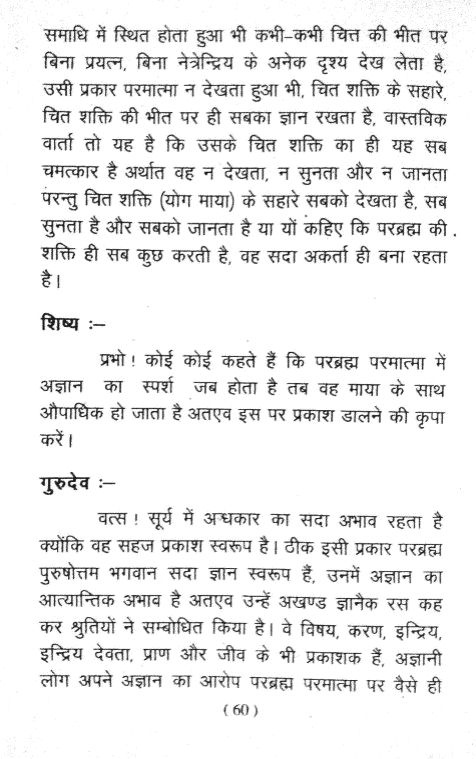 समाधि में स्थित होता हुआ भी कभी-कभी चित्त की भीत पर
बिना प्रयत्न, बिना नेत्रेन्द्रिय के अनेक दृश्य देख लेता है,
उसी प्रकार परमात्मा न देखता हुआ भी, चित शक्ति के सहारे,
चित शक्ति की भीत पर ही सबका ज्ञान रखता है, वास्तविक
वार्ता तो यह है कि उसके चित शक्ति का ही यह सब
चमत्कार है अर्थात वह न देखता, न सुनता और न जानता
परन्तु चित शक्ति (योग माया) के सहारे सबको देखता है, सब
सुनता है और सबको जानता है या यों कहिए कि परब्रह्म की
शक्ति ही सब कुछ करती है, वह सदा अकर्ता ही बना रहता
है।
शिष्य :–
प्रभो ! कोई कोई कहते हैं कि परब्रह्म परमात्मा में
अज्ञान का स्पर्श जब होता है तब वह माया के साथ
औपाधिक हो जाता है अतएव इस पर प्रकाश डालने की कृपा
करें।
गुरुदेव :–
वत्स ! सूर्य में अन्धकार का सदा अभाव रहता है
क्योंकि वह सहज प्रकाश स्वरूप है। ठीक इसी प्रकार परब्रह्म
पुरुषोत्तम भगवान सदा ज्ञान स्वरूप हैं, उनमें अज्ञान का
आत्यान्तिक अभाव है अतएव उन्हें अखण्ड ज्ञानैक रस कह
कर श्रुतियों ने सम्बोधित किया है। वे विषय, करण, इन्द्रिय,
इन्द्रिय देवता, प्राण और जीव के भी प्रकाशक हैं, अज्ञानी
लोग अपने अज्ञान का आरोप परब्रह्म परमात्मा पर वैसे ही
( 60 )